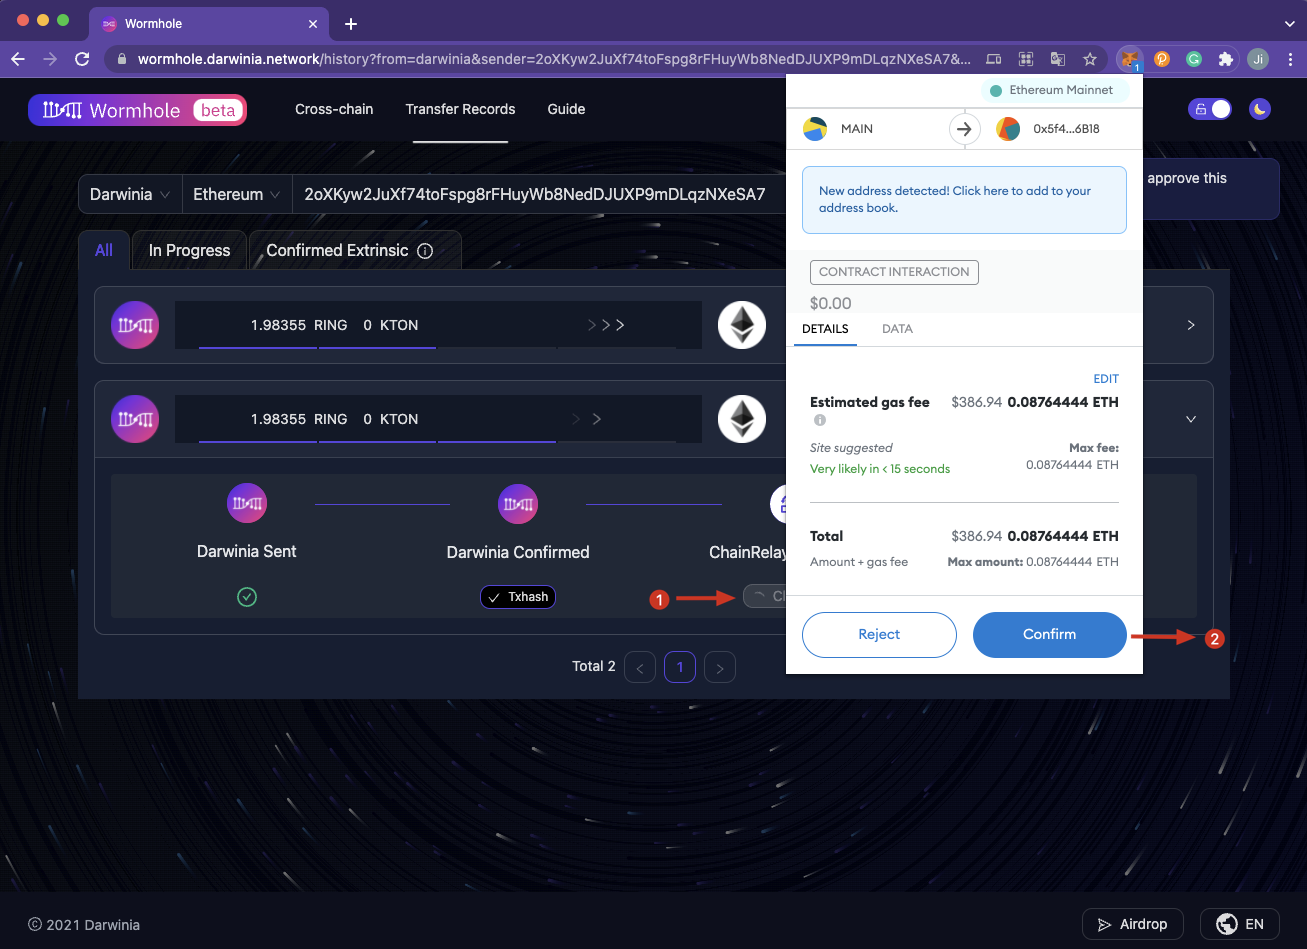 Wormhole
wormhole.darwinia.network/history?from=darwinia&sender=2oXKyw2JuXf74toFspg8rFHuyWb8NedDJUXP9mDLqzNXeSA7&...
1
Ji
Wormhole beta
Cross-chain
Transfer Records
Guide
Ethereum Mainnet
MAIN
0x5f4...6B18
approve this
Darwinia
Ethereum
2oXKyw2JuXf74toFspg8rFHuyWb8NedDJUXP9mDLqzNXeSA7
New address detected! Click here to add to your
address book.
All
In Progress
Confirmed Extrinsic
CONTRACT INTERACTION
$0.00
DETAILS
DATA
1.98355 RING 0 KTON
1.98355 RING 0 KTON
EDIT
Estimated gas fee
$386.94 0.08764444 ETH
Site suggested
Max fee:
Very likely in < 15 seconds
0.08764444 ETH
Total
$386.94 0.08764444 ETH
Amount + gas fee
Max amount: 0.08764444 ETH
Darwinia Sent
Darwinia Confirmed
ChainRelay
Txhash
1
Reject
Confirm
2
Total 2
<
1
>
© 2021 Darwinia
Airdrop
EN